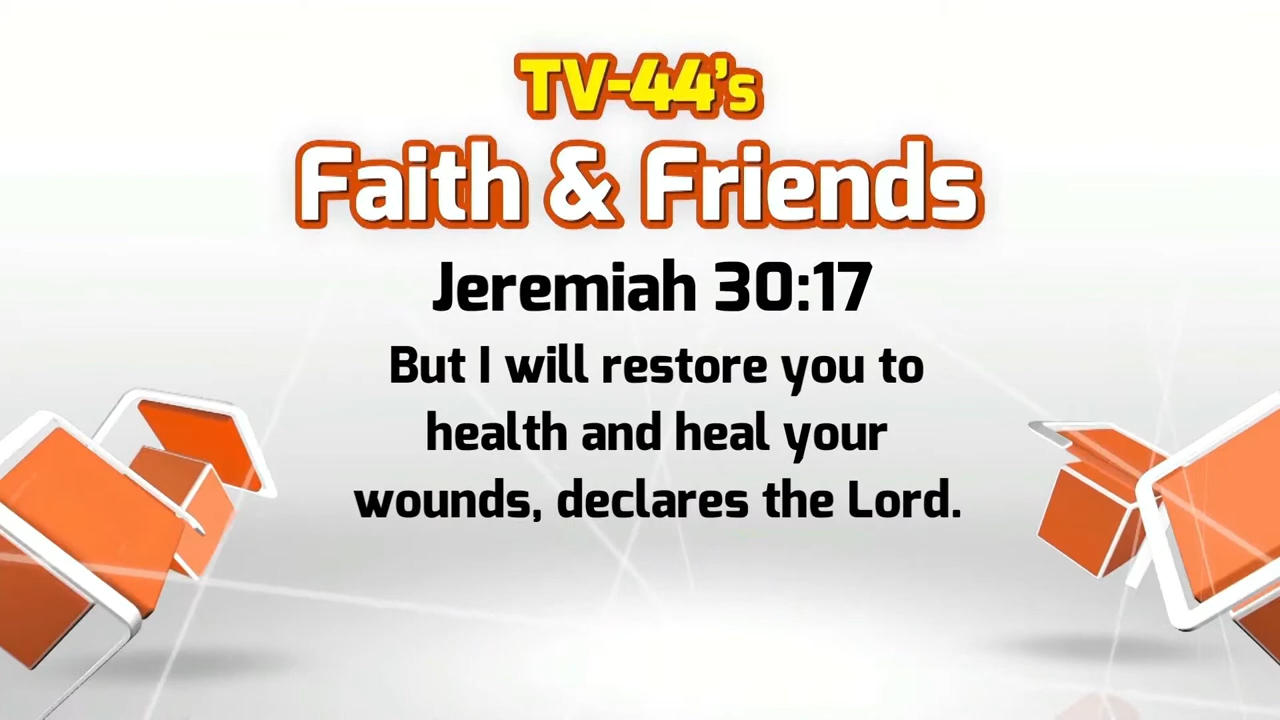 TV-44's
Faith & Friends
Jeremiah 30:17
But I will restore you to
health and heal your
wounds, declares the Lord.